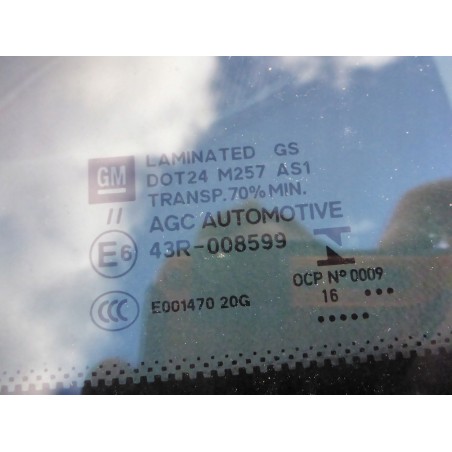 GM
LAMINATED GS
DOT24 M257 AS1
TRANSP. 70% MIN.
//
AGC AUTOMOTIVE
E6 43R-008599
CCC E001470 20G
OCP Nº 0009
16